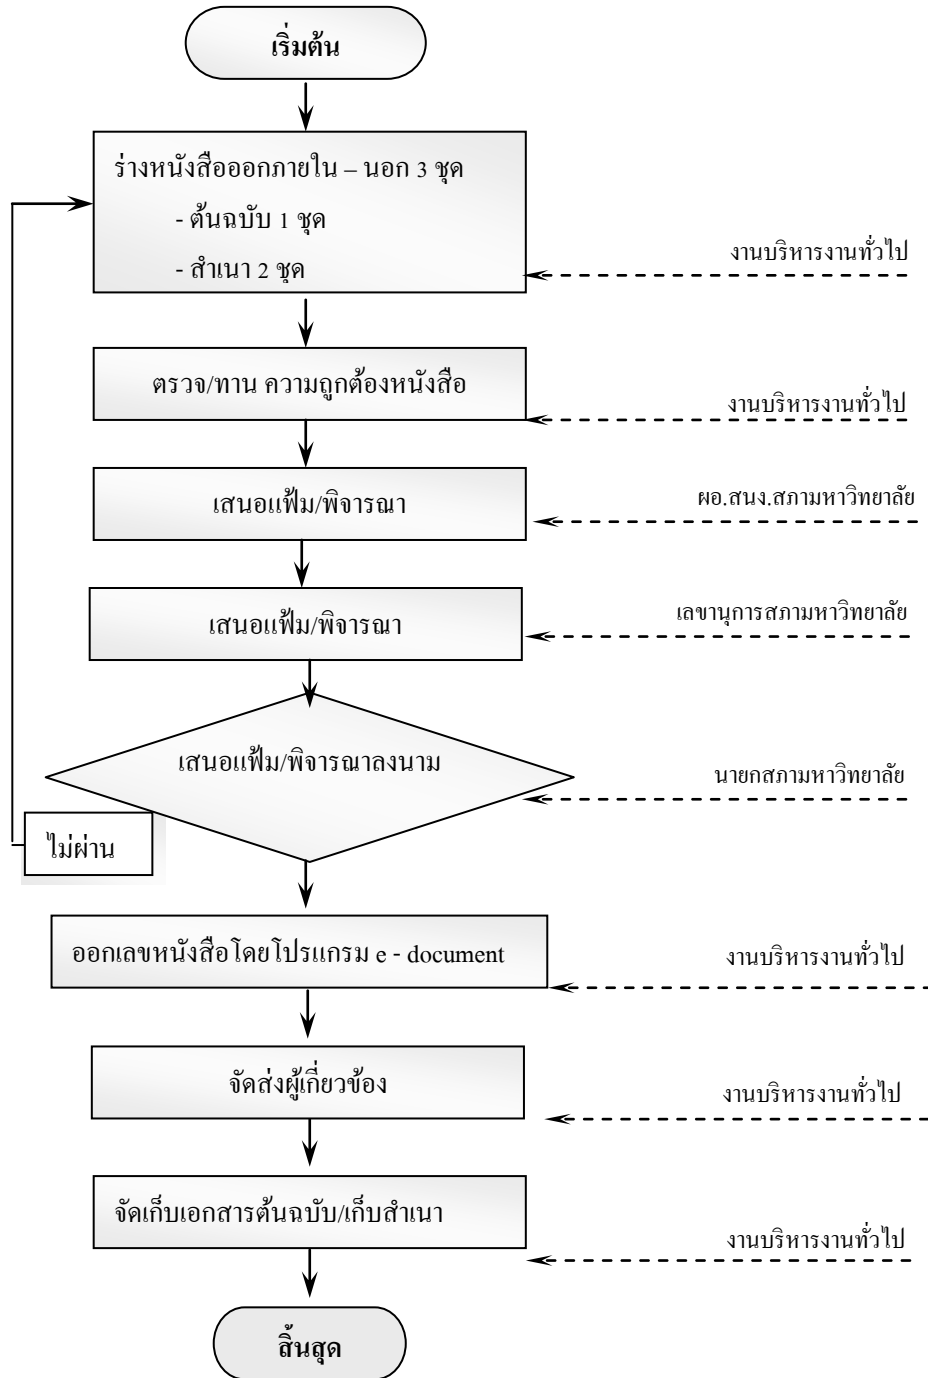 เริ่มต้น
ร่างหนังสือออกภายใน – นอก 3 ชุด
- ต้นฉบับ 1 ชุด
- สำเนา 2 ชุด
งานบริหารงานทั่วไป
ตรวจ/ทาน ความถูกต้องหนังสือ
งานบริหารงานทั่วไป
เสนอแฟ้ม/พิจารณา
ผอ.สนง.สภามหาวิทยาลัย
เสนอแฟ้ม/พิจารณา
เลขานุการสภามหาวิทยาลัย
เสนอแฟ้ม/พิจารณาลงนาม
นายกสภามหาวิทยาลัย
ไม่ผ่าน
ออกเลขหนังสือโดยโปรแกรม e - document
งานบริหารงานทั่วไป
จัดส่งผู้เกี่ยวข้อง
งานบริหารงานทั่วไป
จัดเก็บเอกสารต้นฉบับ/เก็บสำเนา
งานบริหารงานทั่วไป
สิ้นสุด